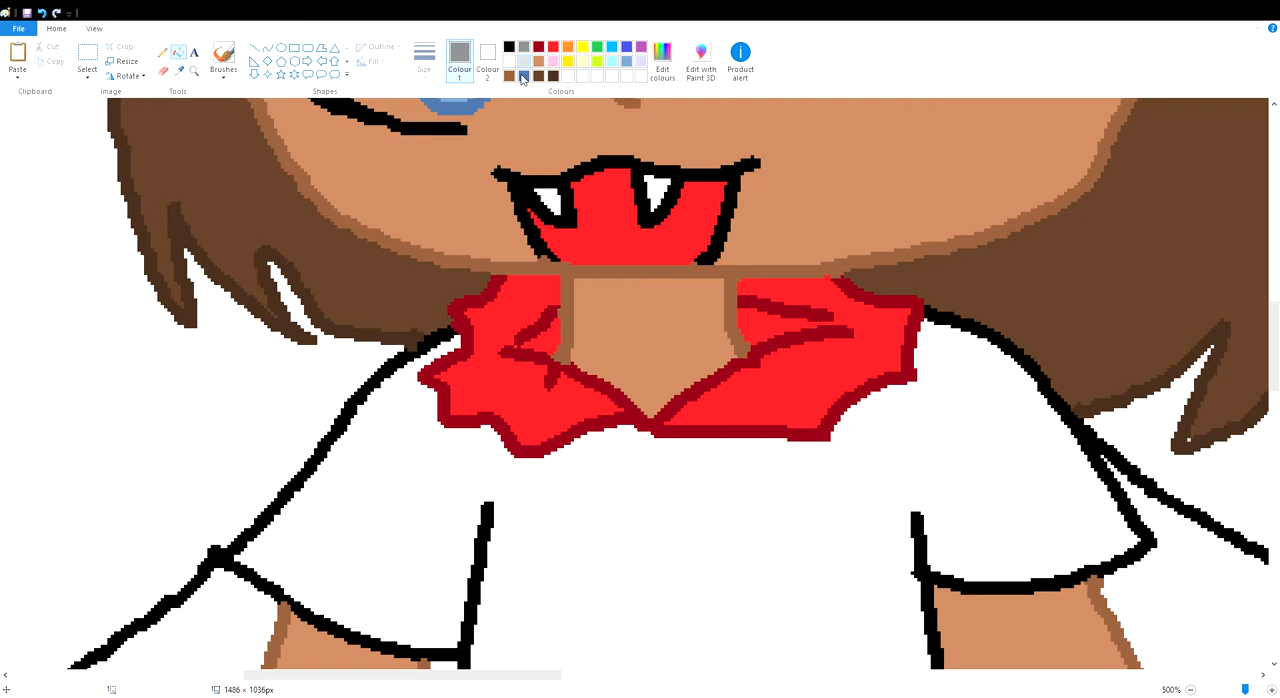 File Home View
Paste
Cut
Copy
Clipboard
Select
Crop
Resize
Rotate
Image
A
Tools
Brushes
Outline
Fill
Shapes
Size
Colour
1
Colour
2
Colours
Edit
colours
Edit with
Paint 3D
Product
alert
1486 × 1036px
500%